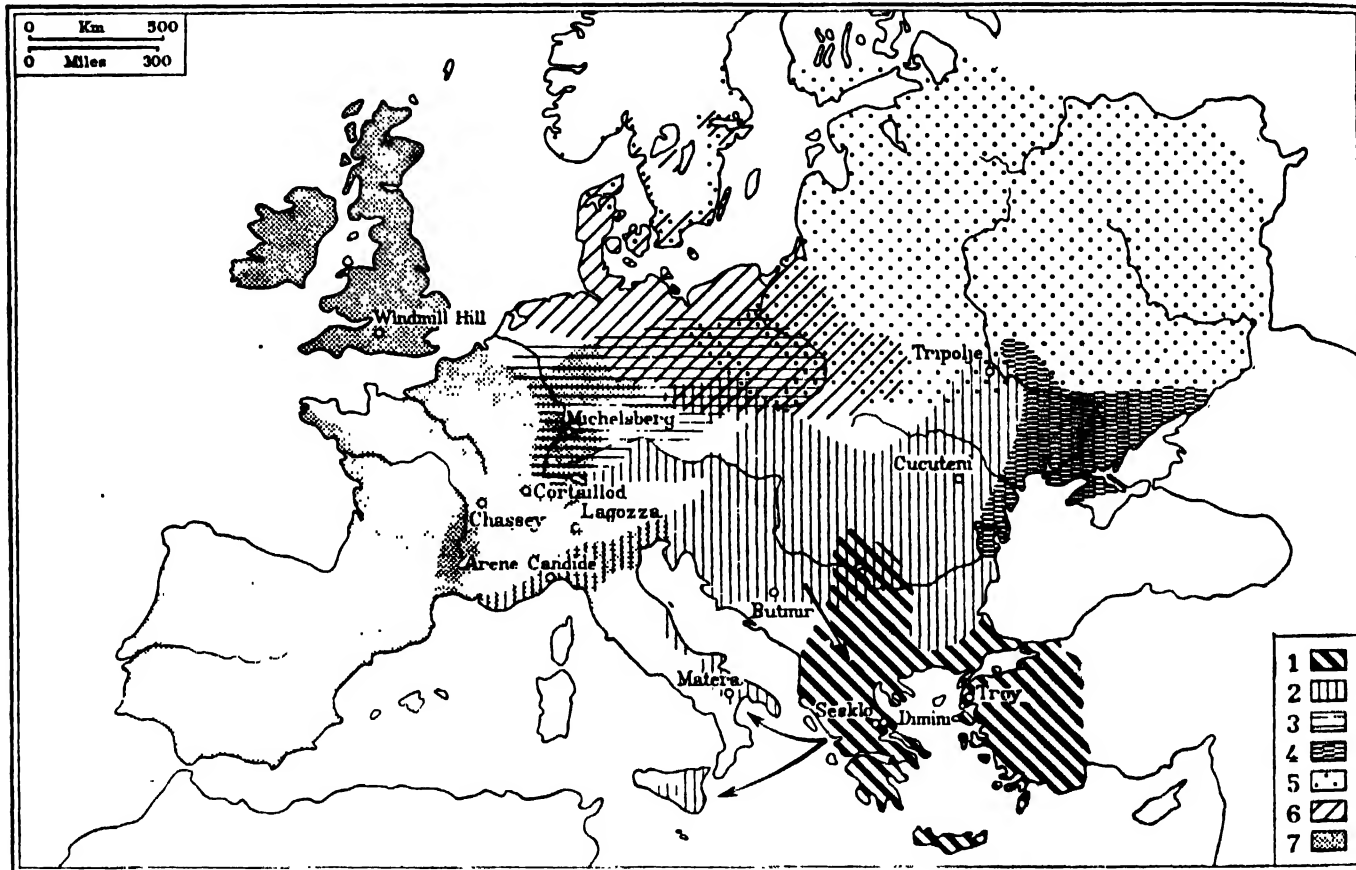 0 Km 500
0 Miles 300
Windmill Hill
Tripolje
Michelsberg
Cucuteni
Cortaillod
Chassey
Lagozza
Arene Candide
Butmir
Matera
Troy
Sesklo
Dimini
1
2
3
4
5
6
7